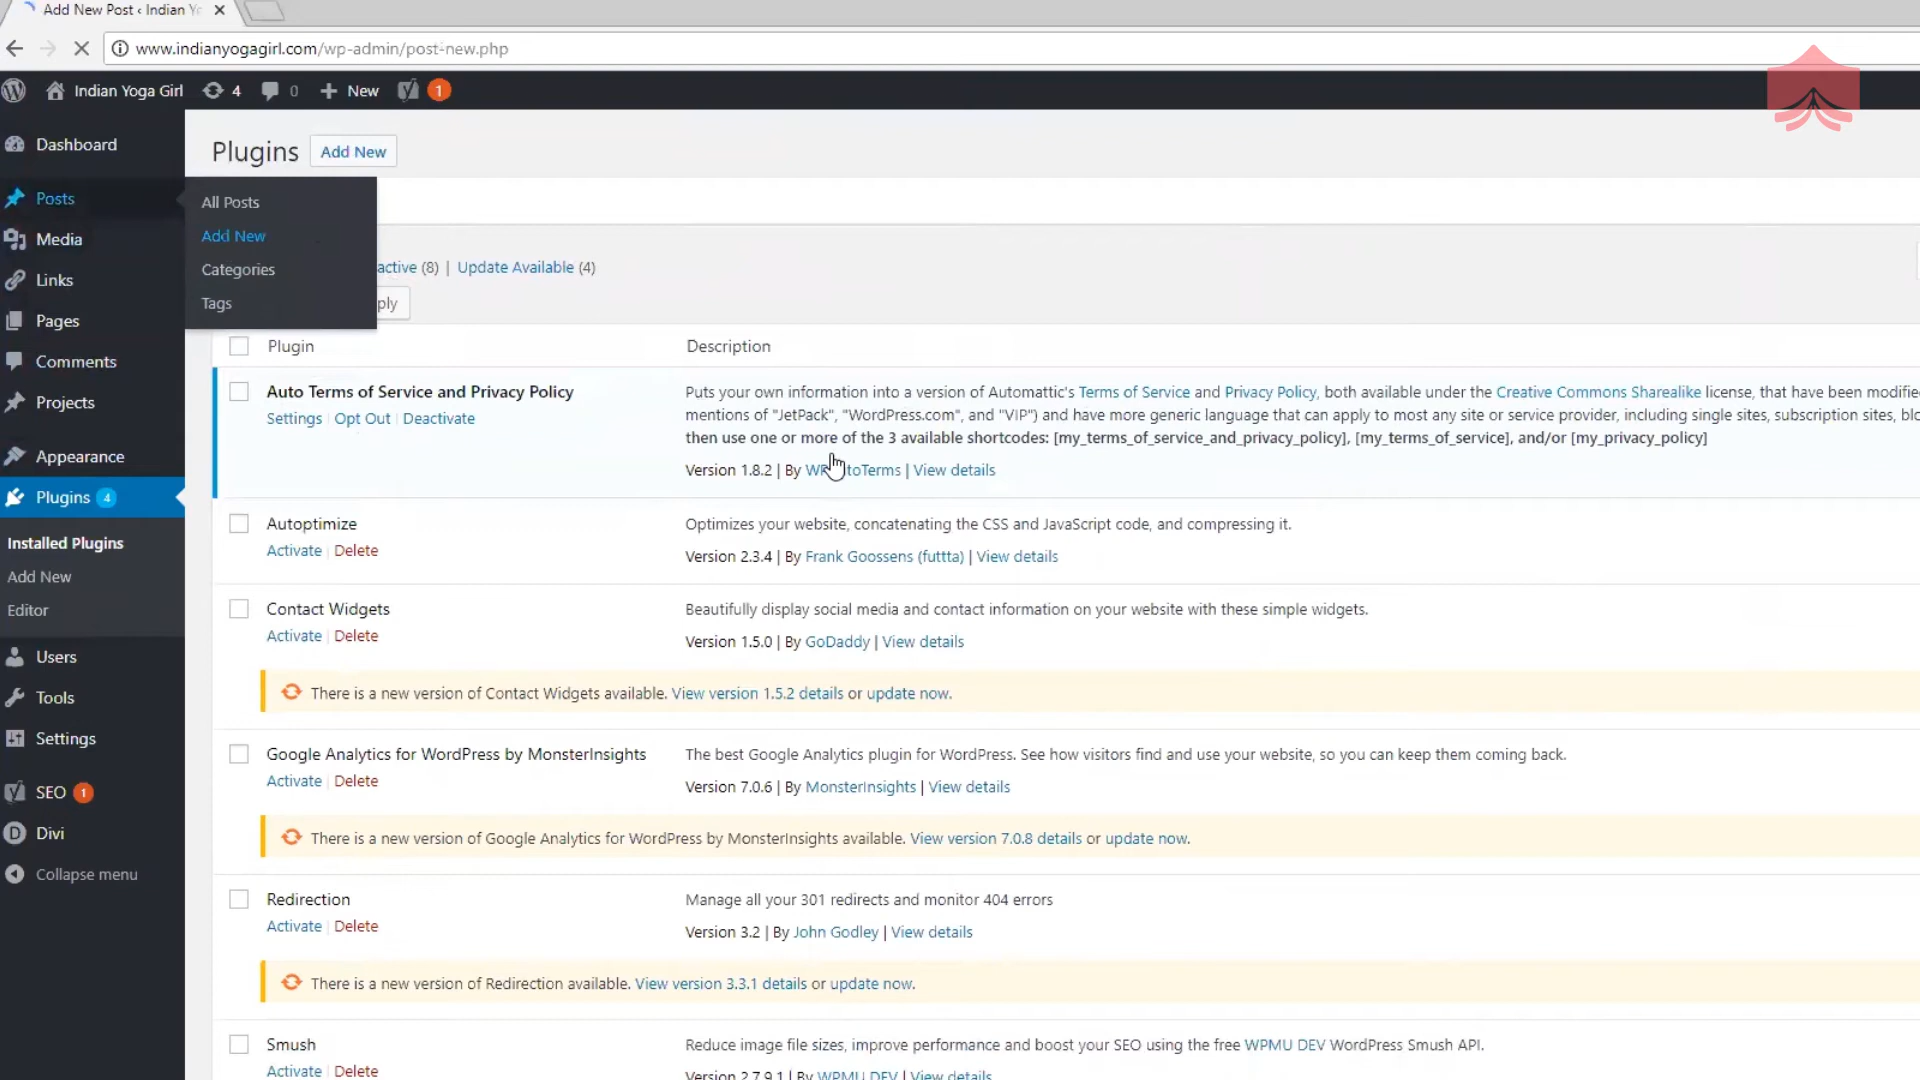 Add New Post ‹ Indian Y
www.indianyogagirl.com/wp-admin/post-new.php
Indian Yoga Girl 4 0 New 1
Dashboard
Posts
Media
Links
Pages
Comments
Projects
Appearance
Plugins 4
Installed Plugins
Add New
Editor
Users
Tools
Settings
SEO 1
Divi
Collapse menu
All Posts
Add New
Categories
Tags
Plugins Add New
active (8) | Update Available (4)
ply
Plugin Description
Auto Terms of Service and Privacy Policy
Settings | Opt Out | Deactivate
Puts your own information into a version of Automattic's Terms of Service and Privacy Policy, both available under the Creative Commons Sharealike license, that have been modifie
mentions of "JetPack", "WordPress.com", and "VIP") and have more generic language that can apply to most any site or service provider, including single sites, subscription sites, blo
then use one or more of the 3 available shortcodes: [my_terms_of_service_and_privacy_policy], [my_terms_of_service], and/or [my_privacy_policy]
Version 1.8.2 | By WP toTerms | View details
Autoptimize
Activate | Delete
Optimizes your website, concatenating the CSS and JavaScript code, and compressing it.
Version 2.3.4 | By Frank Goossens (futtta) | View details
Contact Widgets
Activate | Delete
Beautifully display social media and contact information on your website with these simple widgets.
Version 1.5.0 | By GoDaddy | View details
There is a new version of Contact Widgets available. View version 1.5.2 details or update now.
Google Analytics for WordPress by MonsterInsights
Activate | Delete
The best Google Analytics plugin for WordPress. See how visitors find and use your website, so you can keep them coming back.
Version 7.0.6 | By MonsterInsights | View details
There is a new version of Google Analytics for WordPress by MonsterInsights available. View version 7.0.8 details or update now.
Redirection
Activate | Delete
Manage all your 301 redirects and monitor 404 errors
Version 3.2 | By John Godley | View details
There is a new version of Redirection available. View version 3.3.1 details or update now.
Smush
Activate | Delete
Reduce image file sizes, improve performance and boost your SEO using the free WPMU DEV WordPress Smush API.
Version 2.7.9.1 | By WPMU DEV | View details